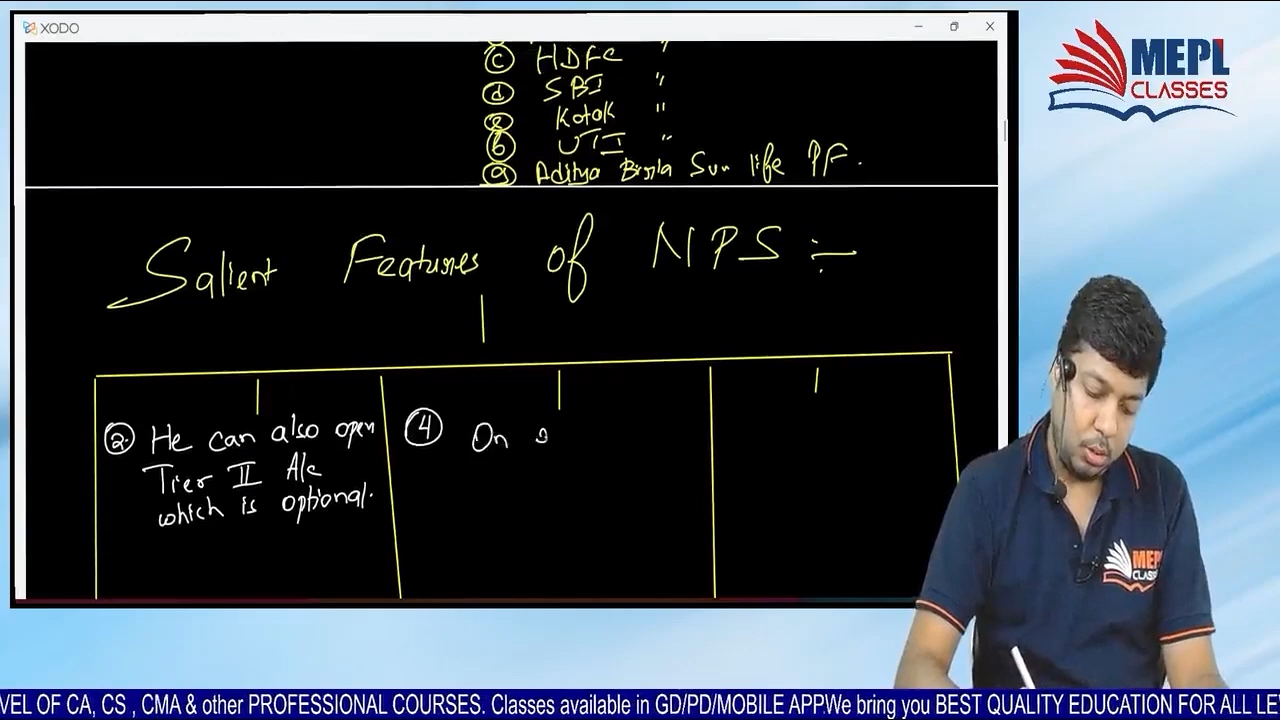 XODO
MEPL
CLASSES
c HDFC "
d SBI "
e Kotak "
UTI "
g Aditya Birla Sun life PF.
Salient Features of NPS :-
2. He can also open
Tier II A/c
which is optional.
4 On
MEPL
CLASSES
VEL OF CA, CS , CMA & other PROFESSIONAL COURSES. Classes available in GD/PD/MOBILE APP.We bring you BEST QUALITY EDUCATION FOR ALL LE